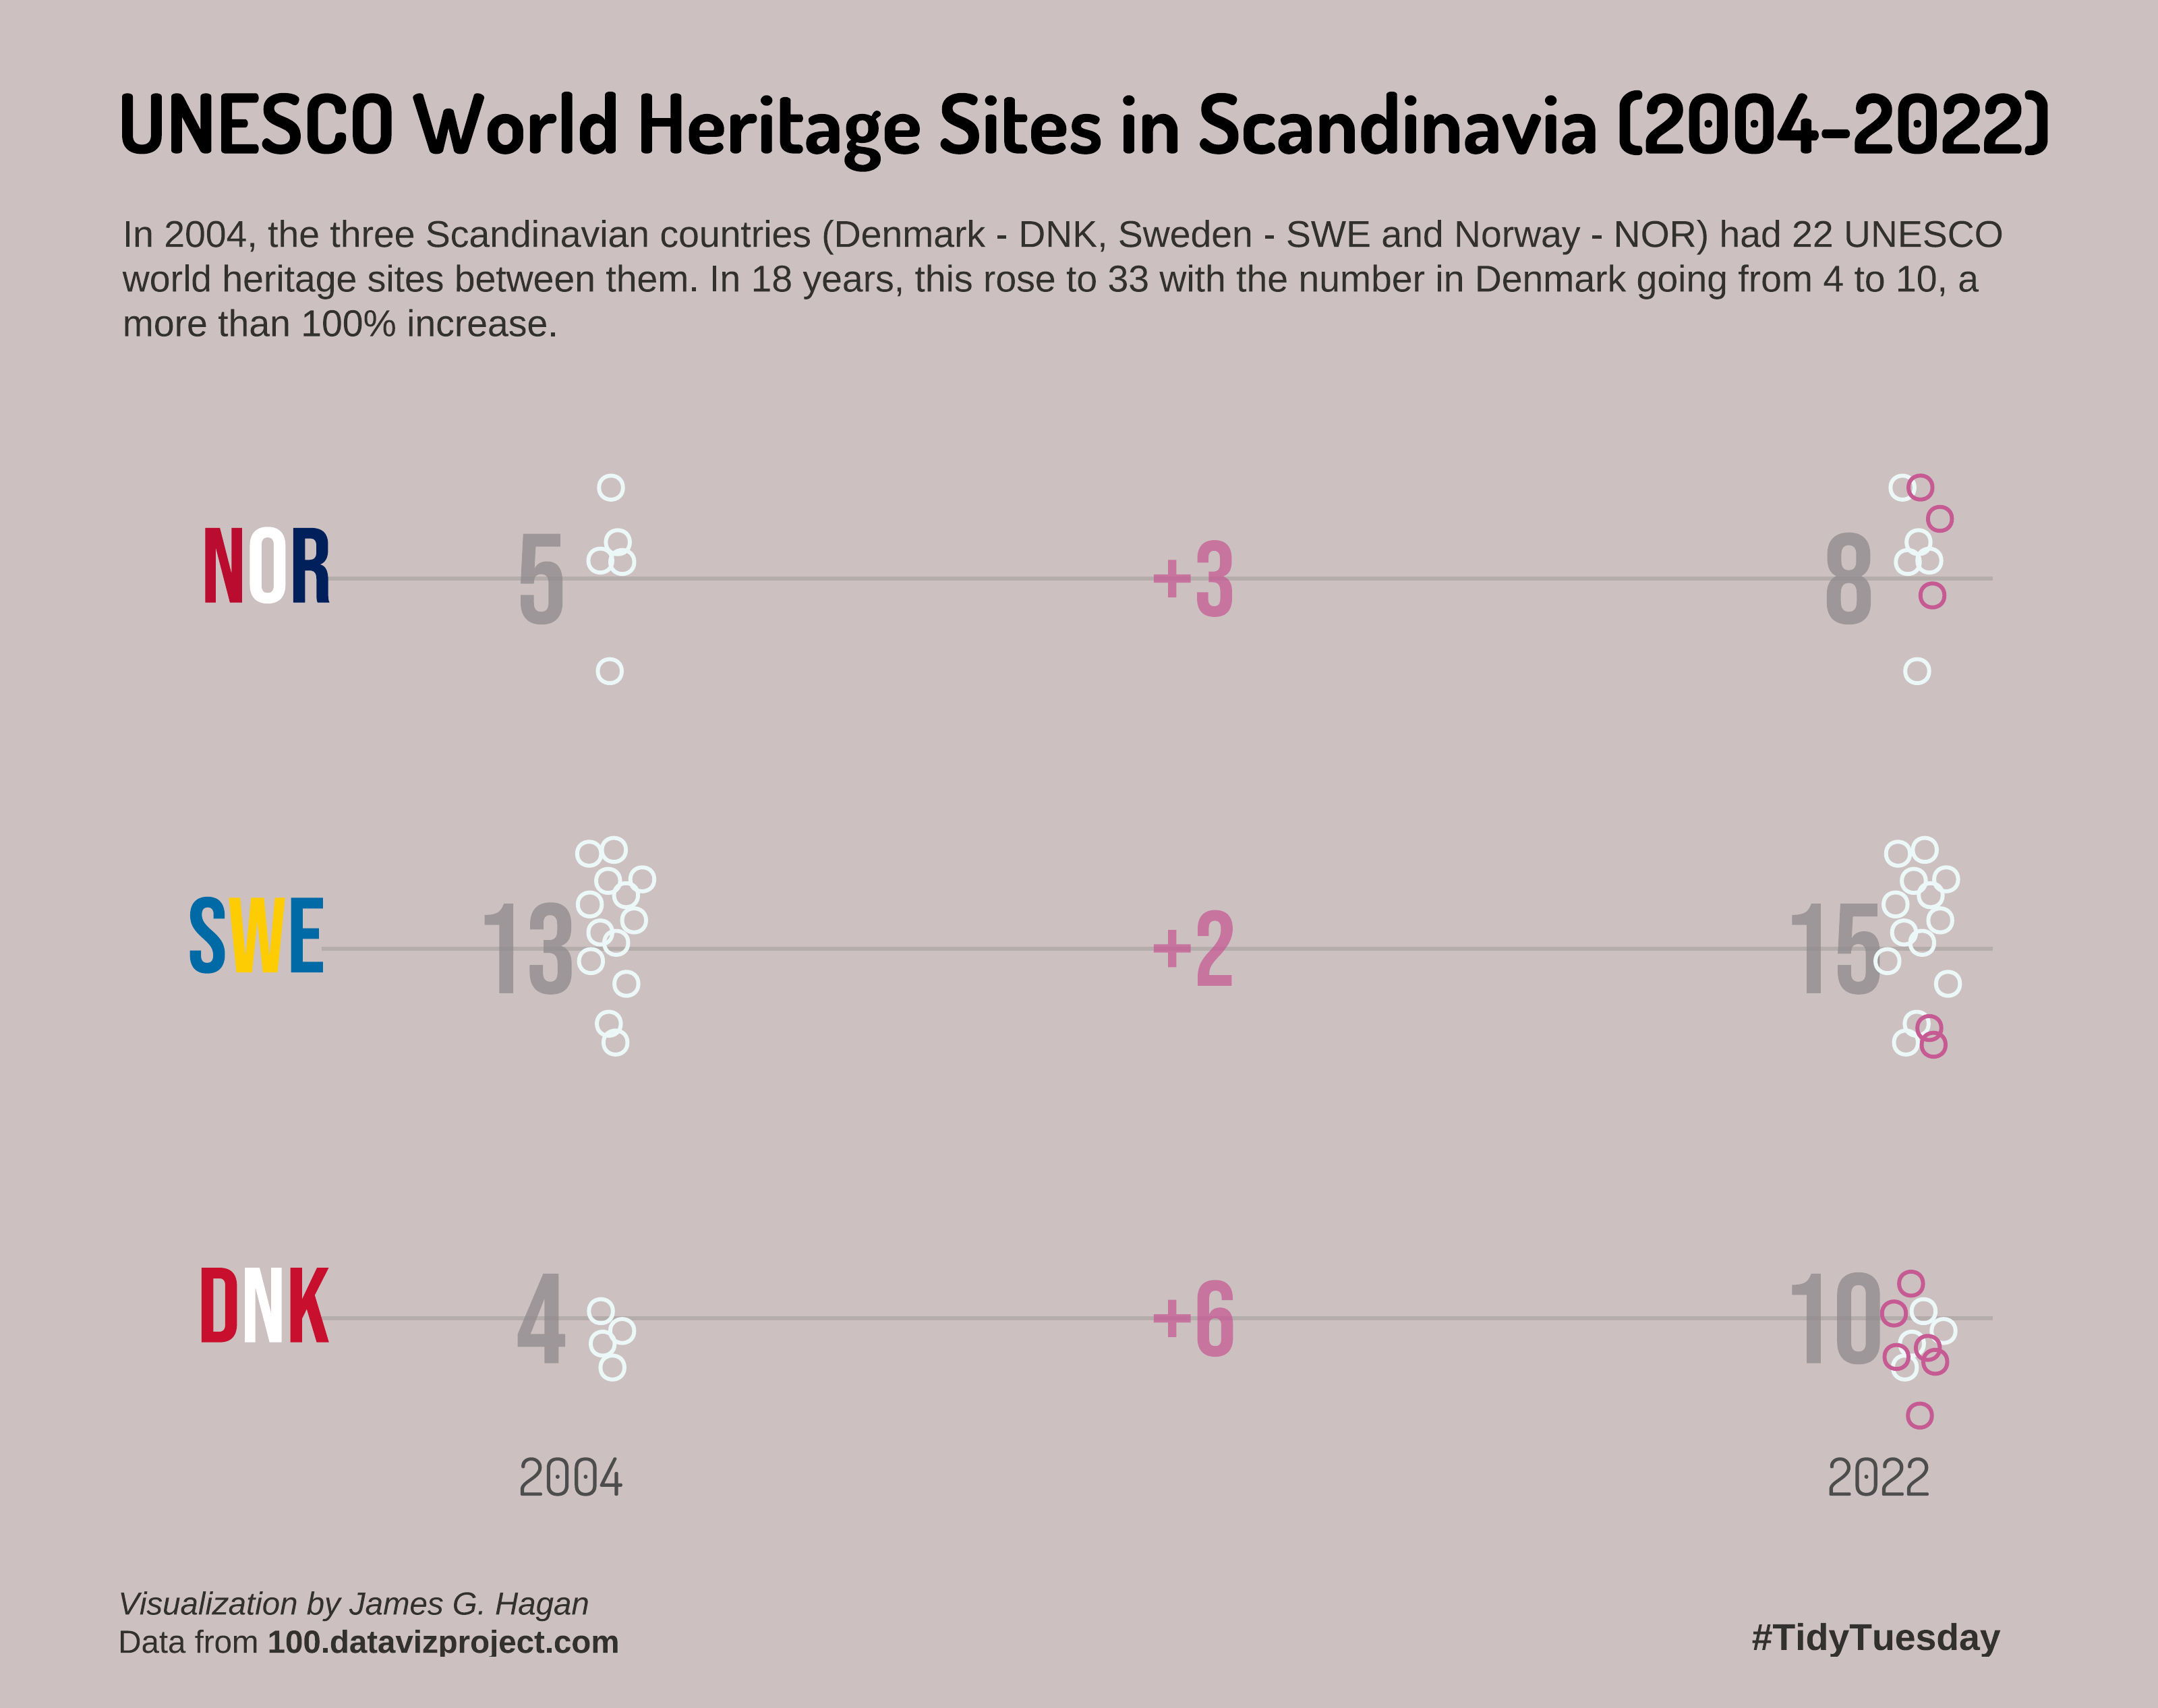 UNESCO World Heritage Sites in Scandinavia (2004-2022)
In 2004, the three Scandinavian countries (Denmark - DNK, Sweden - SWE and Norway - NOR) had 22 UNESCO
world heritage sites between them. In 18 years, this rose to 33 with the number in Denmark going from 4 to 10, a
more than 100% increase.
NOR 5 +3 8
SWE 13 +2 15
DNK 4 +6 10
2004 2022
Visualization by James G. Hagan
Data from 100.datavizproject.com
#TidyTuesday